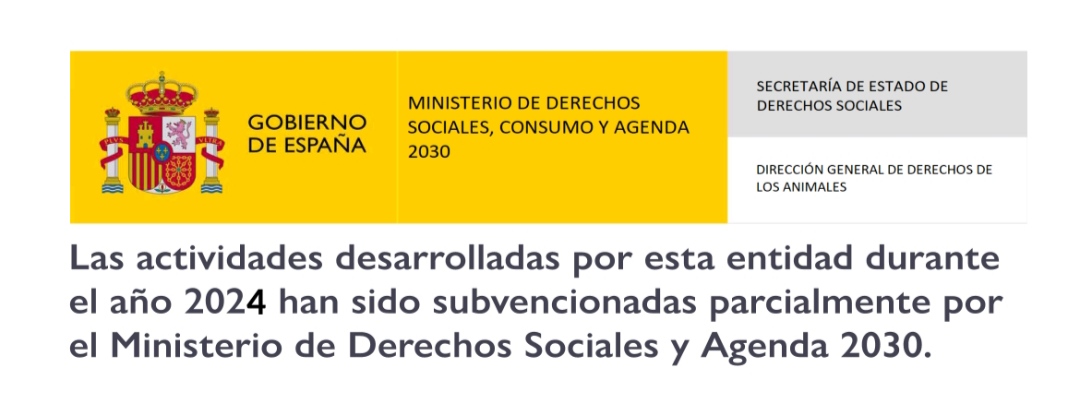 PLVS VLTRA
GOBIERNO
DE ESPAÑA
MINISTERIO DE DERECHOS
SOCIALES, CONSUMO Y AGENDA
2030
SECRETARÍA DE ESTADO DE
DERECHOS SOCIALES
DIRECCIÓN GENERAL DE DERECHOS DE
LOS ANIMALES
Las actividades desarrolladas por esta entidad durante
el año 2024 han sido subvencionadas parcialmente por
el Ministerio de Derechos Sociales y Agenda 2030.